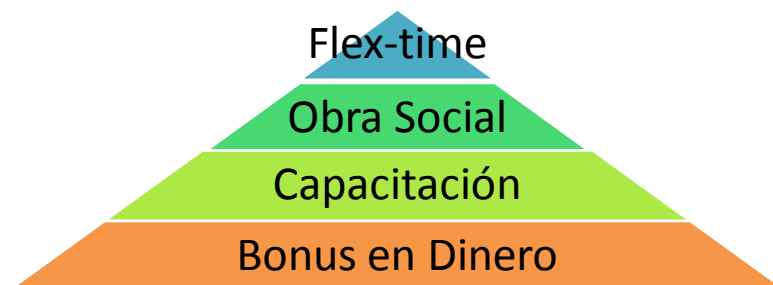 Flex-time
Obra Social
Capacitación
Bonus en Dinero